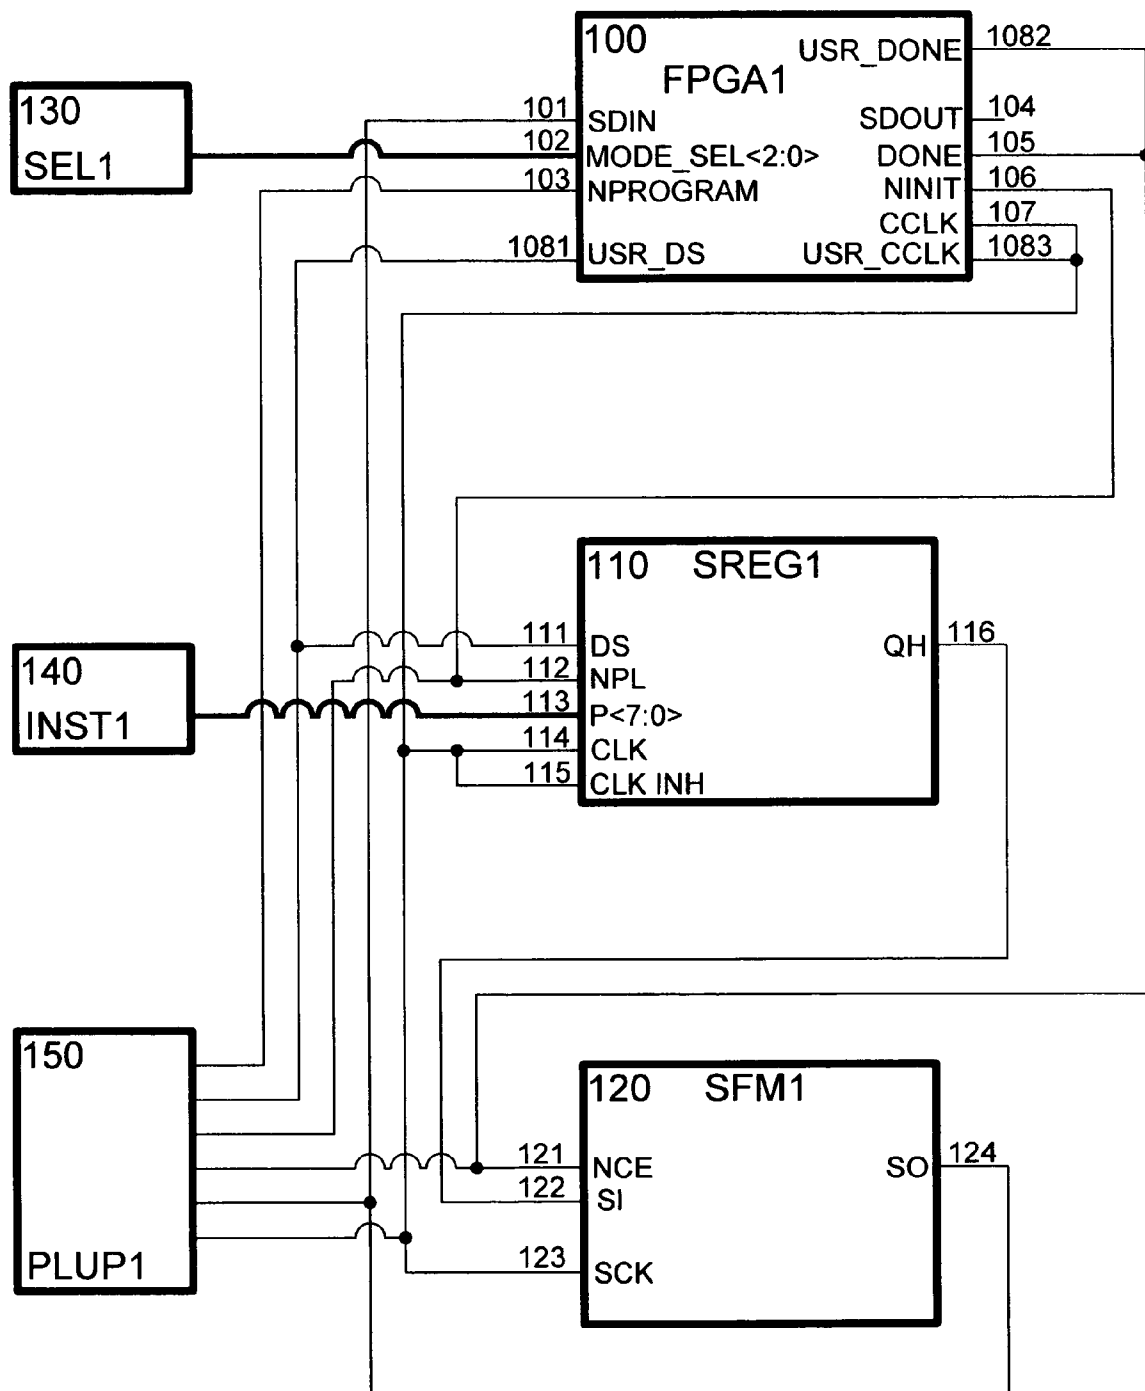 130
SEL1
100
FPGA1
101
SDIN
102
MODE_SEL<2:0>
103
NPROGRAM
1081
USR_DS
USR_DONE
1082
SDOUT
104
DONE
105
NINIT
106
CCLK
107
USR_CCLK
1083
140
INST1
110 SREG1
111
DS
112
NPL
113
P<7:0>
114
CLK
115
CLK INH
QH
116
150
PLUP1
120 SFM1
121
NCE
122
SI
123
SCK
SO
124